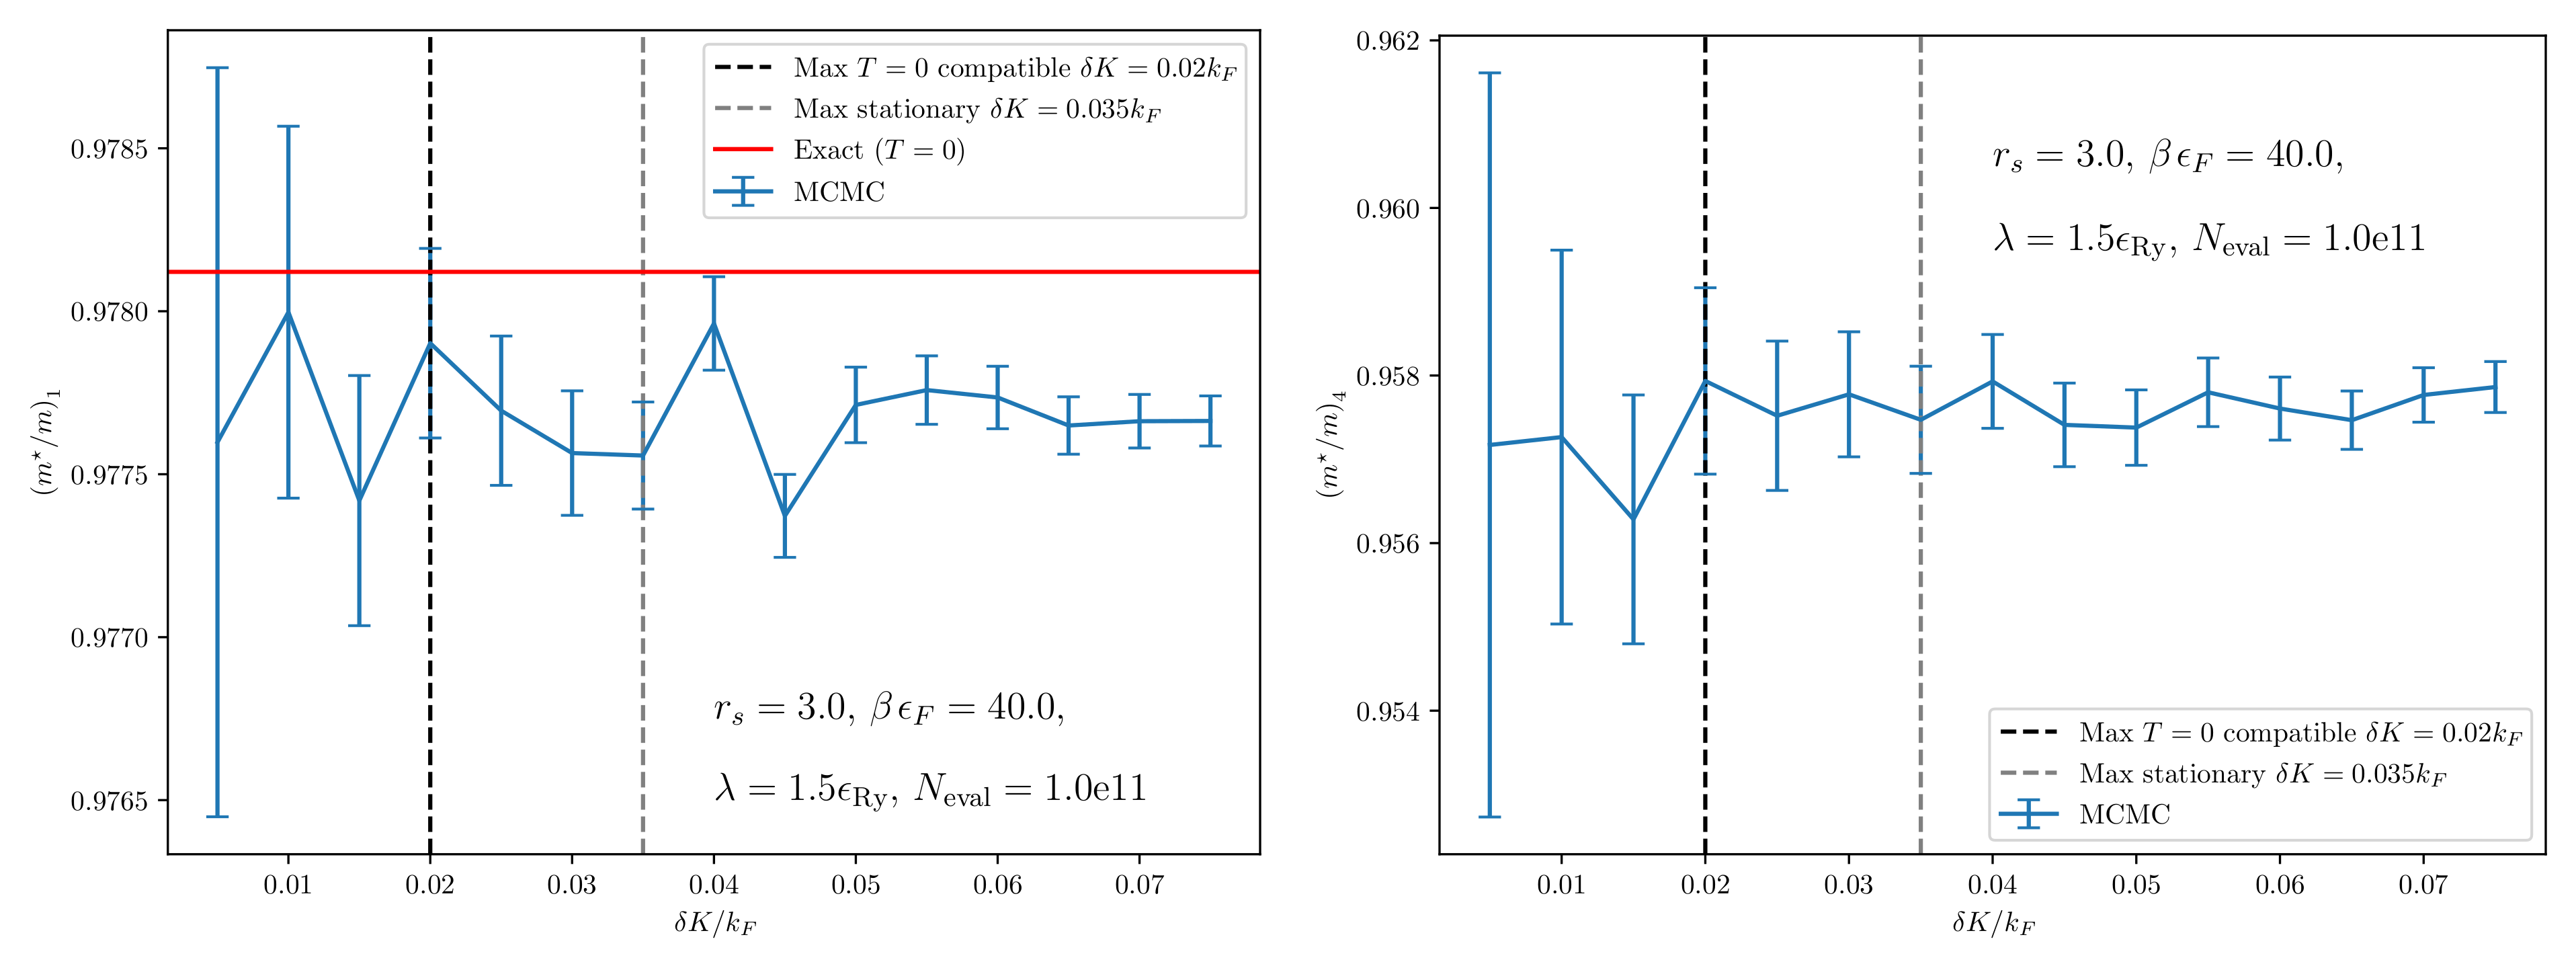 Max T = 0 compatible δK = 0.02k_F
Max stationary δK = 0.035k_F
Exact (T = 0)
MCMC
0.9785
0.9780
0.9775
0.9770
0.9765
(m⋆/m)₁
r_s = 3.0, β ϵ_F = 40.0,
λ = 1.5ϵ_Ry, N_eval = 1.0e11
0.01 0.02 0.03 0.04 0.05 0.06 0.07
δK/k_F
0.962
0.960
0.958
0.956
0.954
(m⋆/m)₄
r_s = 3.0, β ϵ_F = 40.0,
λ = 1.5ϵ_Ry, N_eval = 1.0e11
Max T = 0 compatible δK = 0.02k_F
Max stationary δK = 0.035k_F
MCMC
0.01 0.02 0.03 0.04 0.05 0.06 0.07
δK/k_F